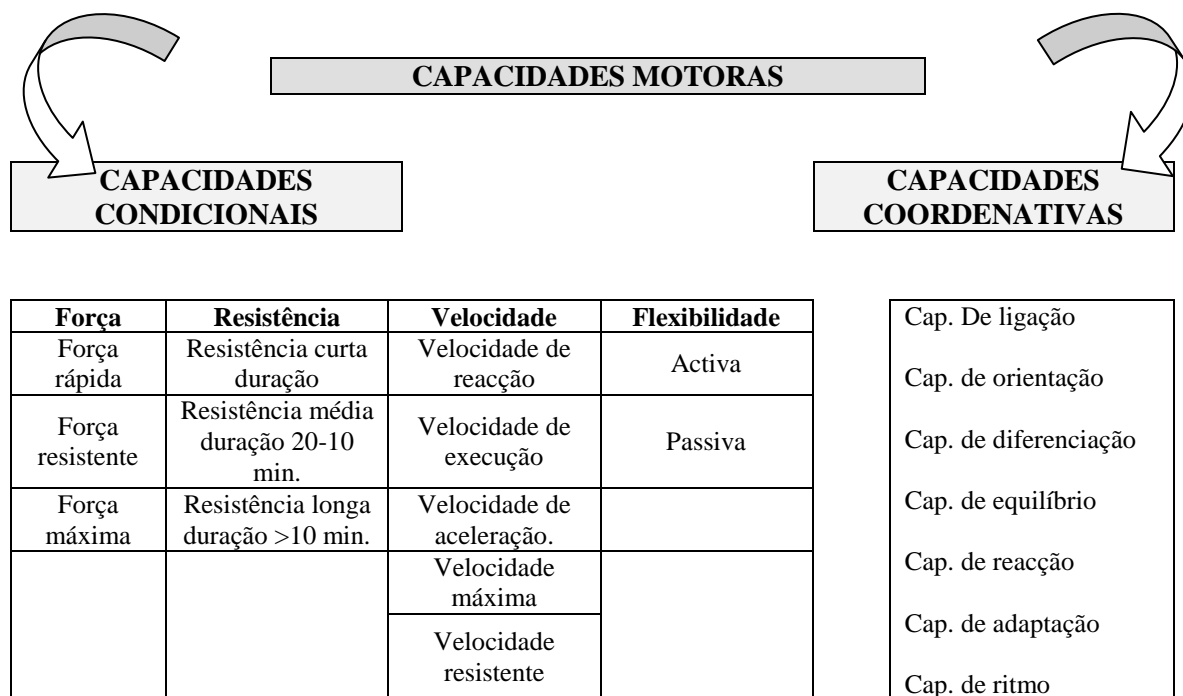 CAPACIDADES MOTORAS
CAPACIDADES
CONDICIONAIS
CAPACIDADES
COORDENATIVAS
Força
Resistência
Velocidade
Flexibilidade
Força
rápida
Resistência curta
duração
Velocidade de
reacção
Activa
Força
resistente
Resistência média
duração 20-10
min.
Velocidade de
execução
Passiva
Força
máxima
Resistência longa
duração >10 min.
Velocidade de
aceleração.
Velocidade
máxima
Velocidade
resistente
Cap. De ligação
Cap. de orientação
Cap. de diferenciação
Cap. de equilíbrio
Cap. de reacção
Cap. de adaptação
Cap. de ritmo